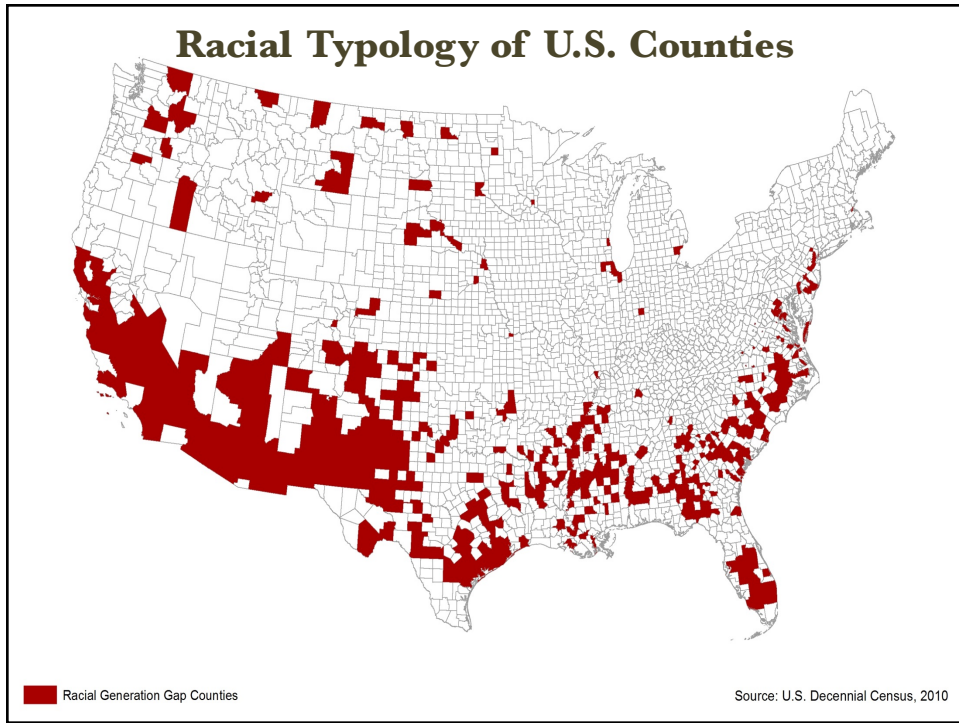 Racial Typology of U.S. Counties
Racial Generation Gap Counties
Source: U.S. Decennial Census, 2010